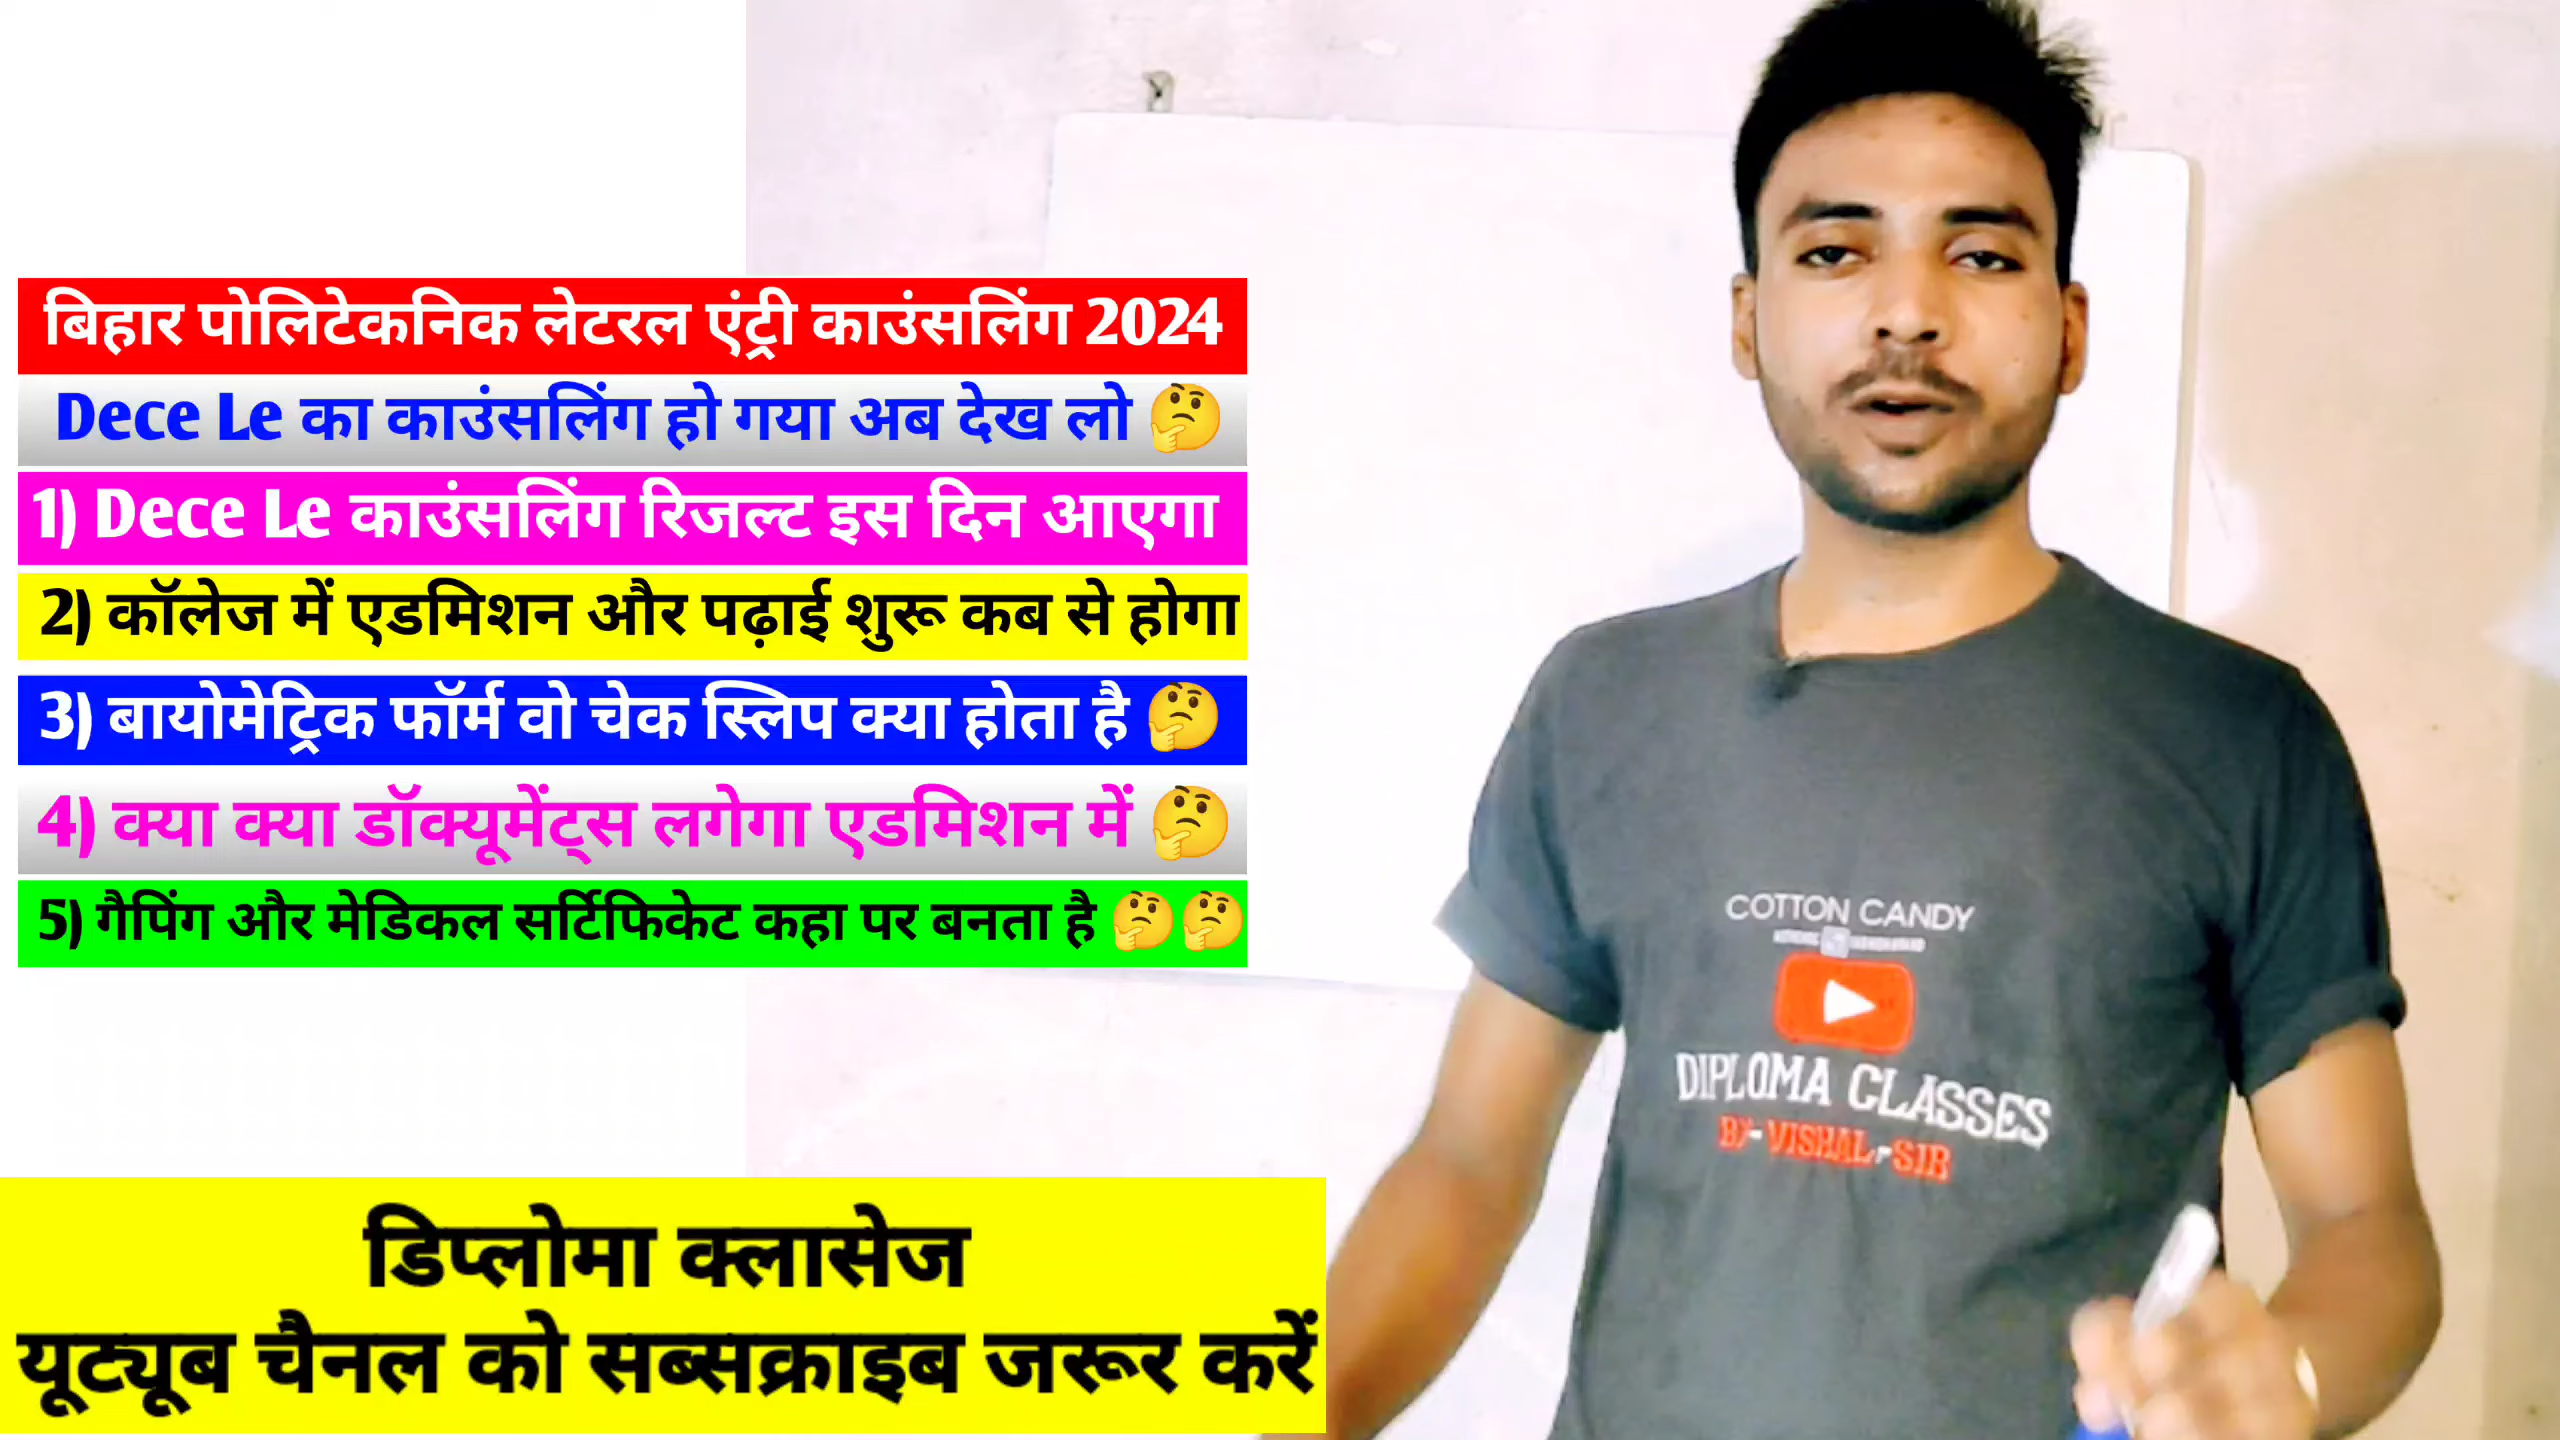 बिहार पोलिटेकनिक लेटरल एंट्री काउंसलिंग 2024
Dece Le का काउंसलिंग हो गया अब देख लो 🤔
1) Dece Le काउंसलिंग रिजल्ट इस दिन आएगा
2) कॉलेज में एडमिशन और पढ़ाई शुरू कब से होगा
3) बायोमेट्रिक फॉर्म वो चेक स्लिप क्या होता है 🤔
4) क्या क्या डॉक्यूमेंट्स लगेगा एडमिशन में 🤔
5) गैपिंग और मेडिकल सर्टिफिकेट कहा पर बनता है 🤔🤔
डिप्लोमा क्लासेज
यूट्यूब चैनल को सब्सक्राइब जरूर करें
COTTON CANDY
DIPLOMA CLASSES
BY-VISHAL-SIR